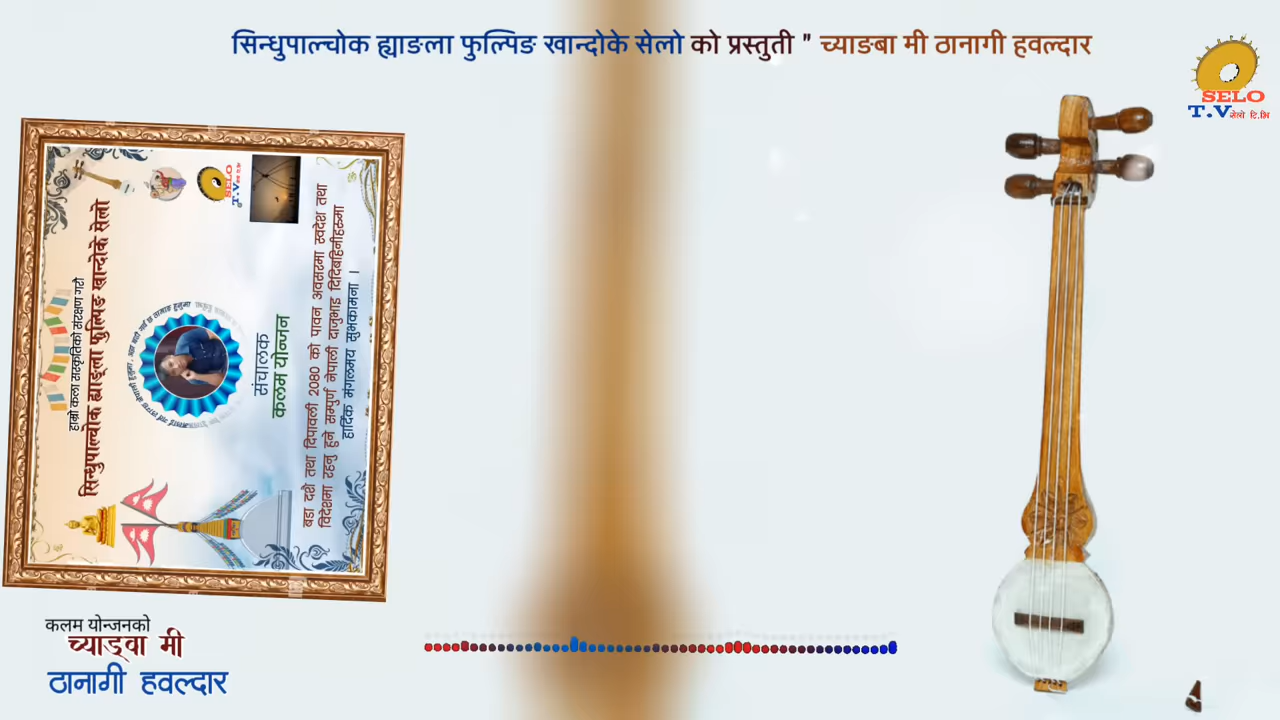 सिन्धुपाल्चोक ह्याङला फुल्पिङ खान्दोके सेलो को प्रस्तुती " च्याङबा मी ठानागी हवल्दार
SELO
T.V सेलो टि.भि
हाम्रो कला संस्कृतिको संरक्षण गरौ
सिन्धुपाल्चोक ह्याङ्ला फुल्पिङ खान्दोके सेलो
SELO
T.V
संचालक
कलम योन्जन
बडा दशै तथा दिपावली 2080 को पावन अवसरमा स्वदेश तथा
विदेशमा रहनु हुने सम्पुर्ण नेपाली दाजुभाइ दिदिबहिनीहरुमा
हार्दिक मंगलमय सुभकामना ।
कलम योन्जनको
च्याङ्वा मी
ठानागी हवल्दार